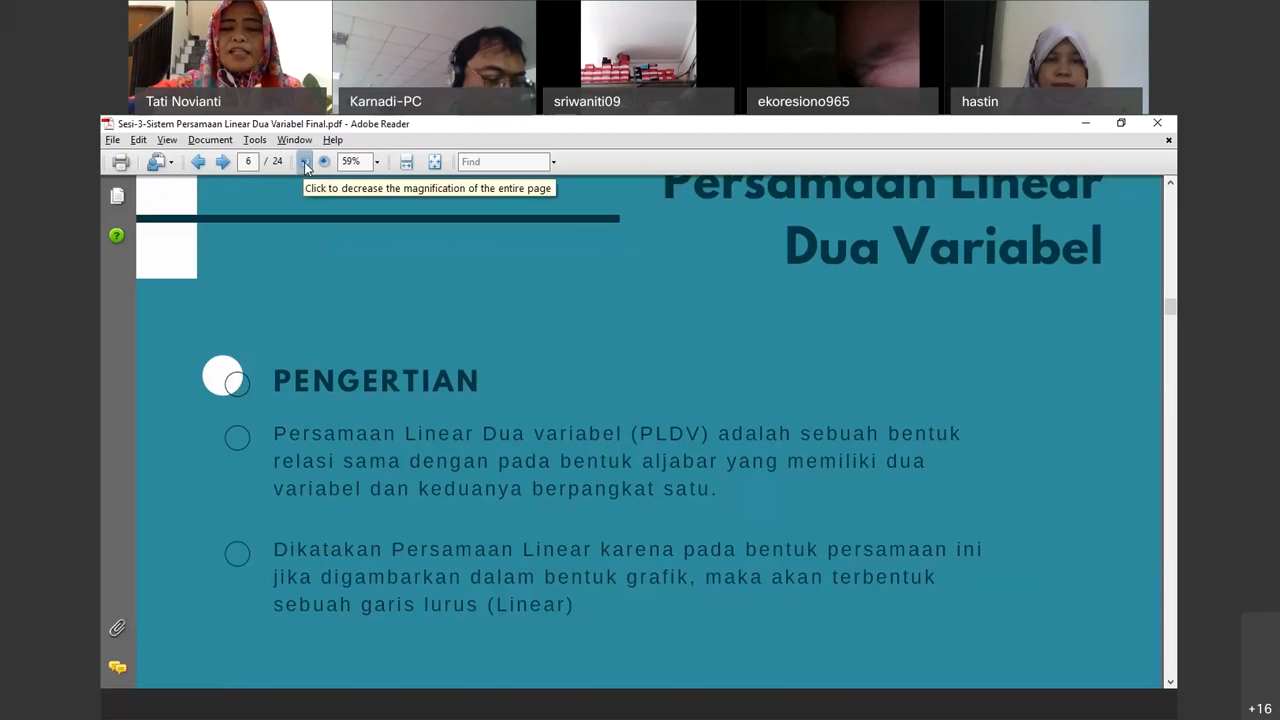 Tati Novianti
Karnadi-PC
sriwaniti09
ekoresiono965
hastin
Sesi-3-Sistem Persamaan Linear Dua Variabel Final.pdf - Adobe Reader
File Edit View Document Tools Window Help
6 / 24 59% Find
Click to decrease the magnification of the entire page
Persamaan Linear
Dua Variabel
PENGERTIAN
Persamaan Linear Dua variabel (PLDV) adalah sebuah bentuk
relasi sama dengan pada bentuk aljabar yang memiliki dua
variabel dan keduanya berpangkat satu.
Dikatakan Persamaan Linear karena pada bentuk persamaan ini
jika digambarkan dalam bentuk grafik, maka akan terbentuk
sebuah garis lurus (Linear)
+16